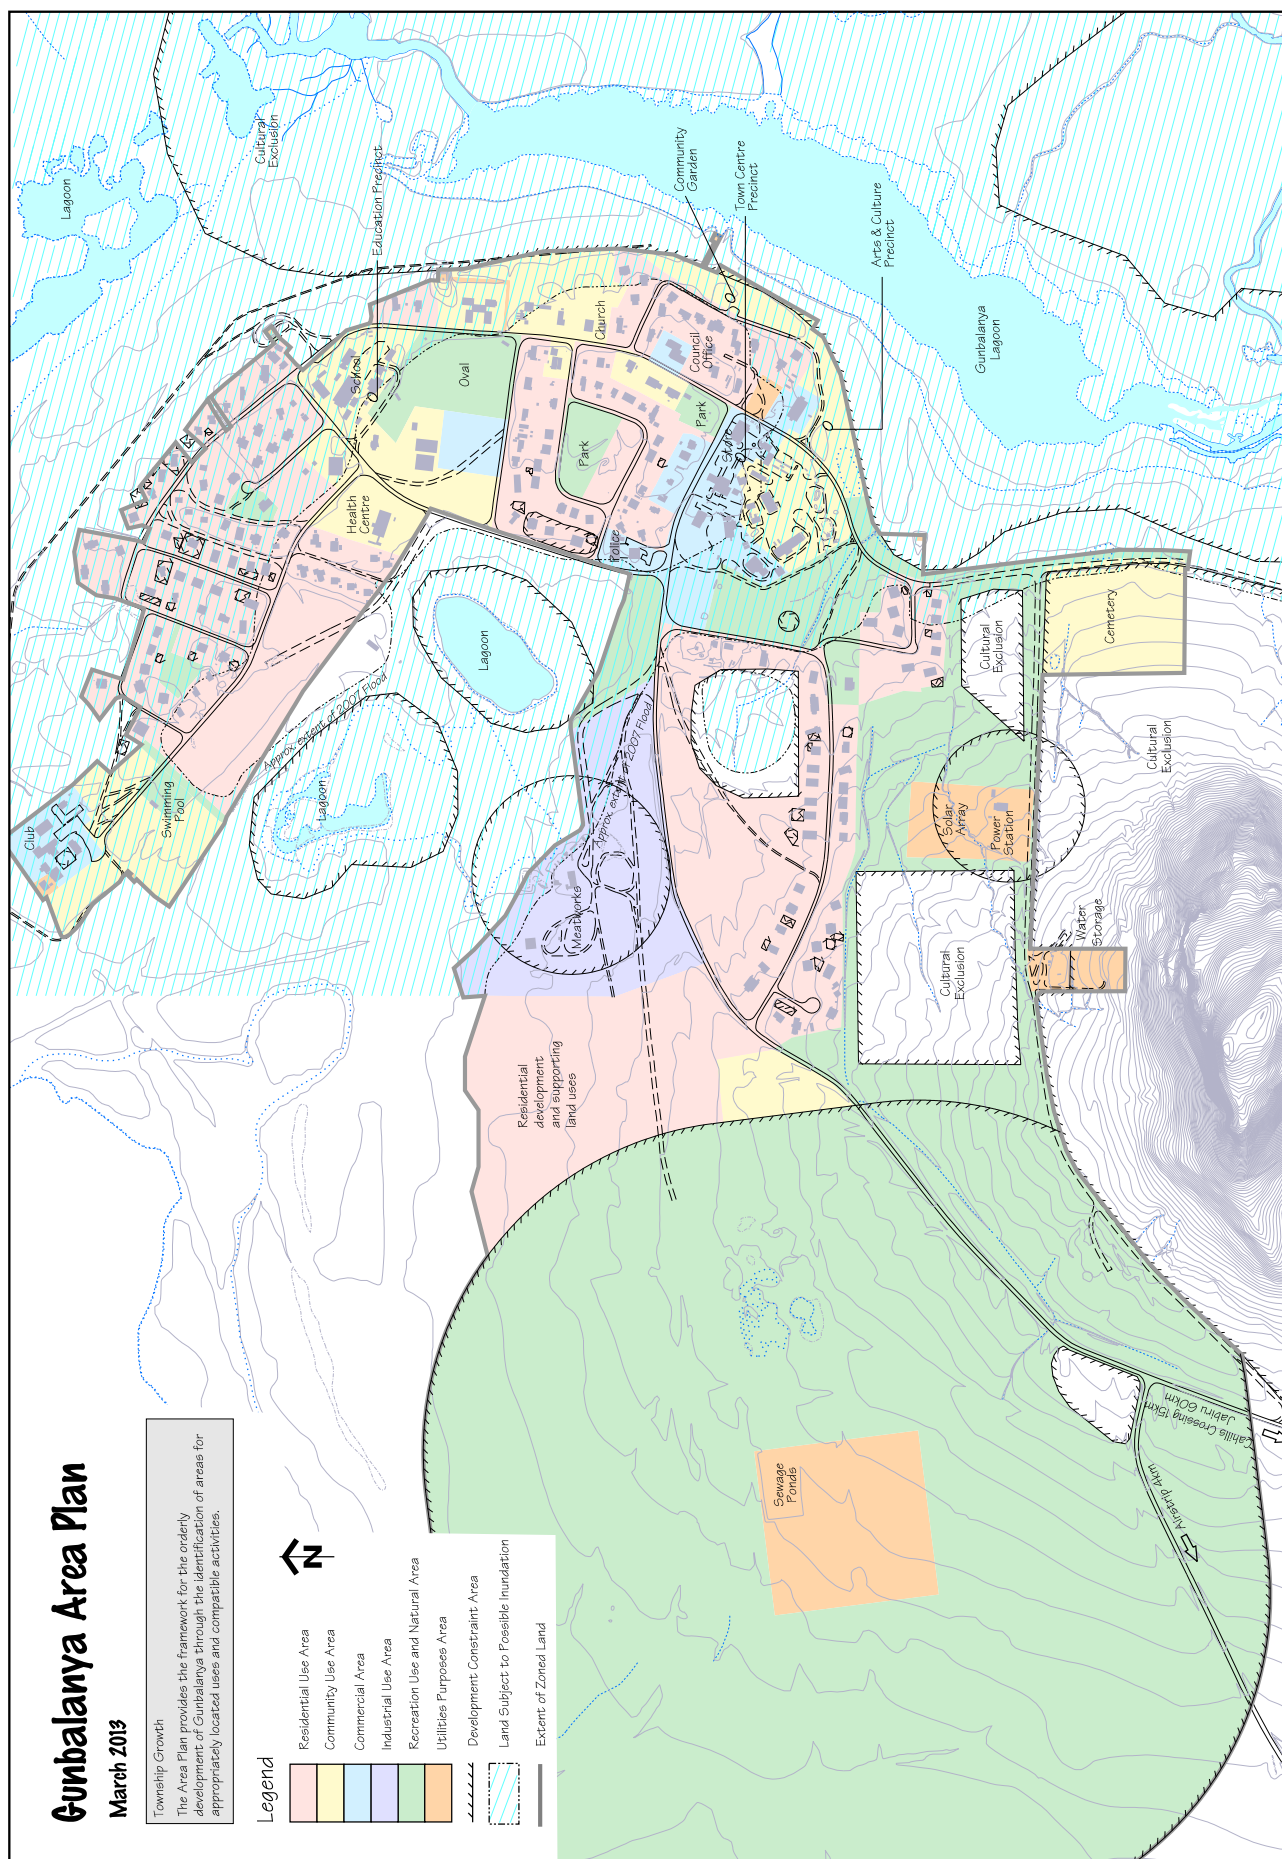 Gunbalanya Area Plan
March 2013
Township Growth
The Area Plan provides the framework for the orderly
development of Gunbalanya through the identification of areas for
appropriately located uses and compatible activities.
Legend
N
Residential Use Area
Community Use Area
Commercial Area
Industrial Use Area
Recreation Use and Natural Area
Utilities Purposes Area
Development Constraint Area
Land Subject to Possible Inundation
Extent of Zoned Land
Club
Swimming
Pool
Lagoon
Cultural
Exclusion
Approx. extent of 2007 Flood
Lagoon
Lagoon
Health
Centre
School
Education Precinct
Oval
Church
Community
Garden
Town Centre
Precinct
Arts & Culture
Precinct
Council
Office
Park
Park
Store
Police
Gunbalanya
Lagoon
Meatworks
Approx. extent of 2007 Flood
Residential
development
and supporting
land uses
Cultural
Exclusion
Cemetery
Cultural
Exclusion
Solar
Array
Power
Station
Cultural
Exclusion
Water
Storage
Sewage
Ponds
Airstrip 4km
Cahills Crossing 15km
Jabiru 60km